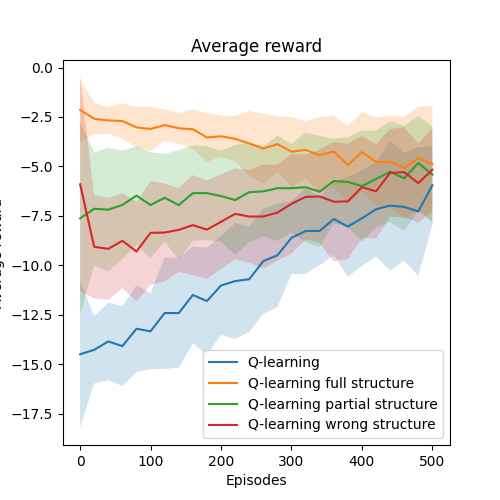 Average reward
0.0
−2.5
−5.0
−7.5
−10.0
−12.5
−15.0
−17.5
0
100
200
300
400
500
Episodes
Q-learning
Q-learning full structure
Q-learning partial structure
Q-learning wrong structure